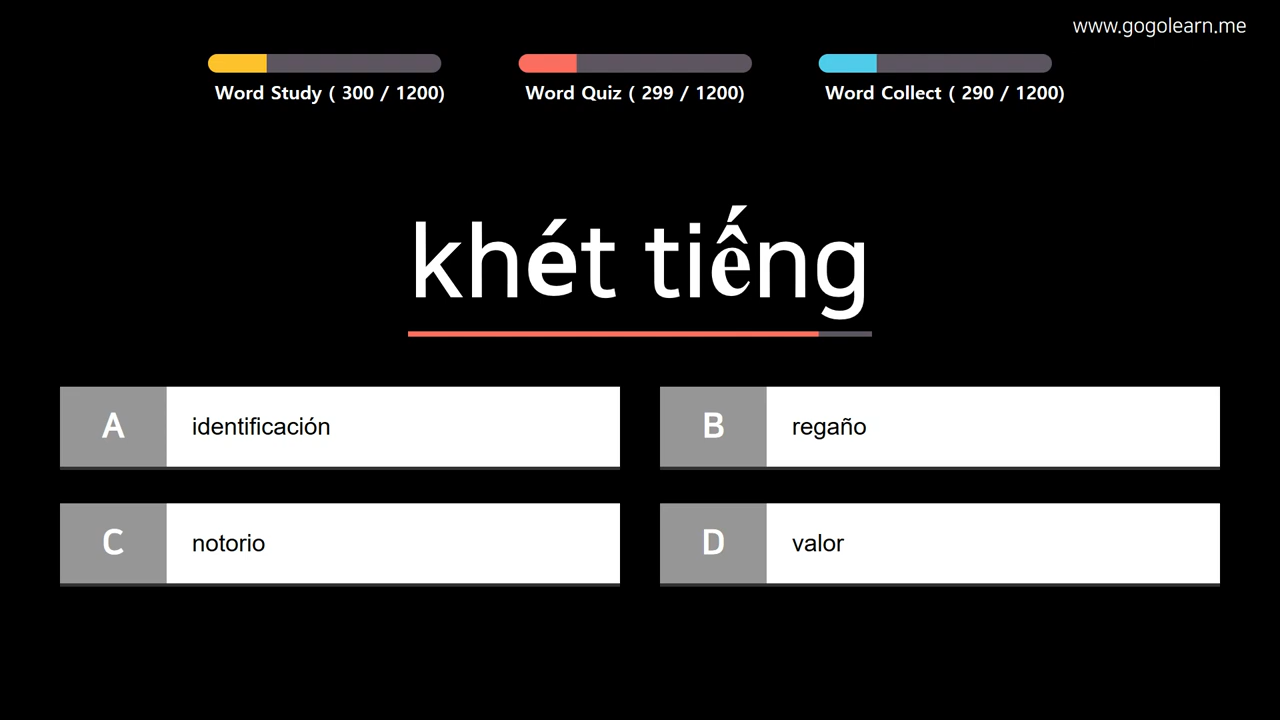 www.gogolearn.me
Word Study ( 300 / 1200)
Word Quiz ( 299 / 1200)
Word Collect ( 290 / 1200)
khét tiếng
A identificación
B regaño
C notorio
D valor